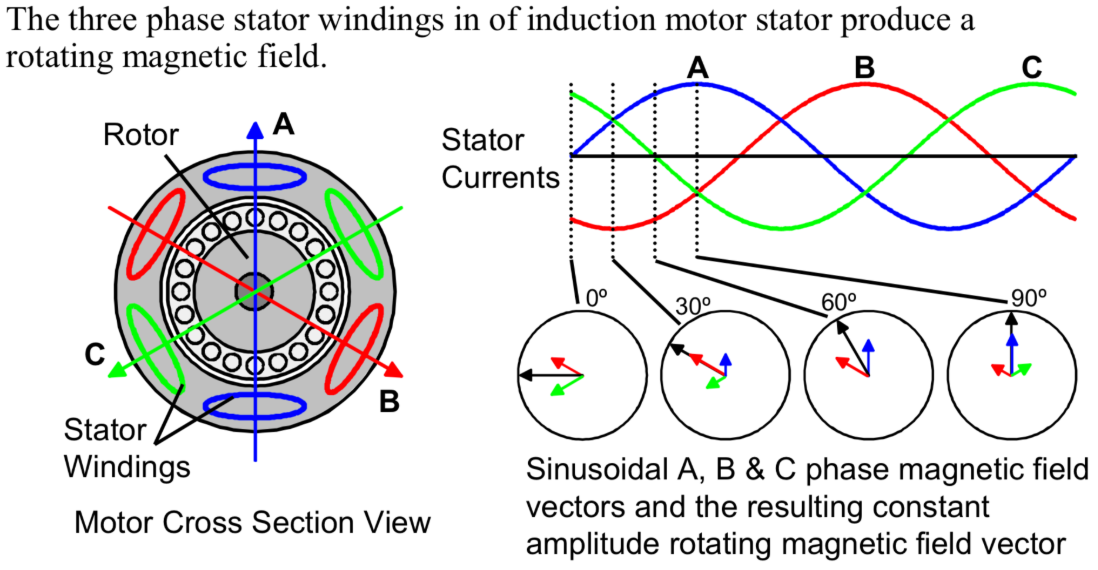 The three phase stator windings in of induction motor stator produce a
rotating magnetic field.
Rotor
A
C
B
Stator
Windings
Motor Cross Section View
A
B
C
Stator
Currents
0º
30º
60º
90º
Sinusoidal A, B & C phase magnetic field
vectors and the resulting constant
amplitude rotating magnetic field vector